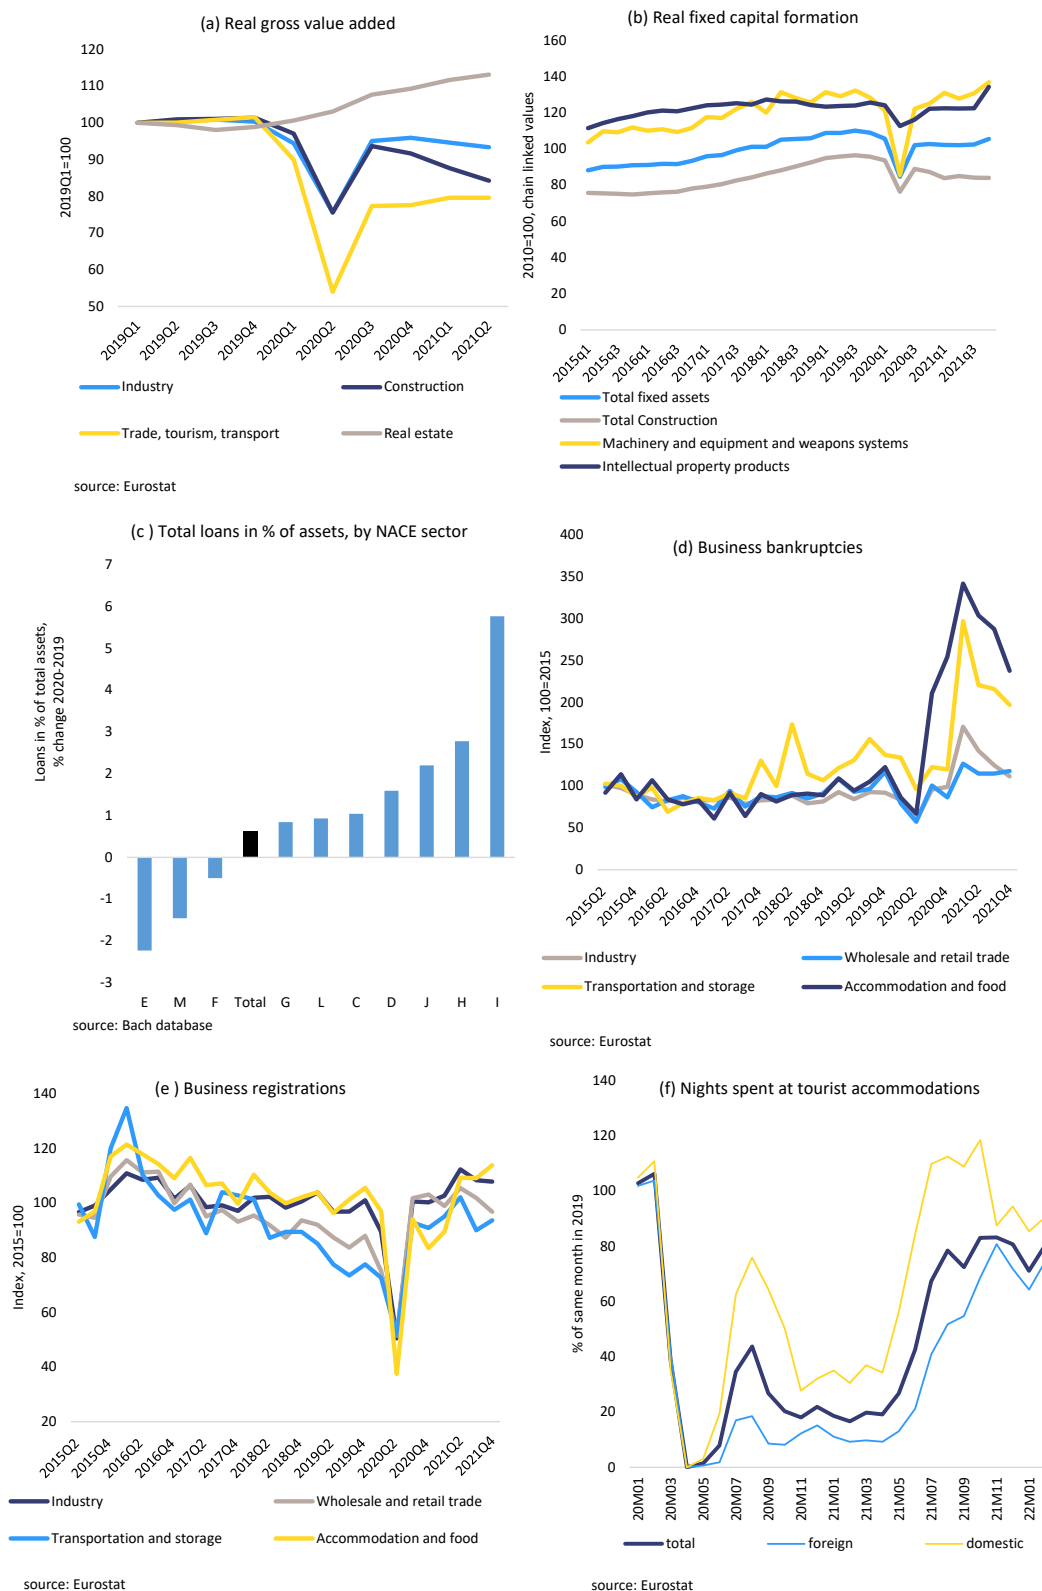 (a) Real gross value added
2019Q1=100
120
110
100
90
80
70
60
50
2019Q1
2019Q2
2019Q3
2019Q4
2020Q1
2020Q2
2020Q3
2020Q4
2021Q1
2021Q2
Industry
Construction
Trade, tourism, transport
Real estate
source: Eurostat
(b) Real fixed capital formation
2010=100, chain linked values
160
140
120
100
80
60
40
20
0
2015q1
2015q3
2016q1
2016q3
2017q1
2017q3
2018q1
2018q3
2019q1
2019q3
2020q1
2020q3
2021q1
2021q3
Total fixed assets
Total Construction
Machinery and equipment and weapons systems
Intellectual property products
(c ) Total loans in % of assets, by NACE sector
Loans in % of total assets,
% change 2020-2019
7
6
5
4
3
2
1
0
-1
-2
-3
E
M
F
Total
G
L
C
D
J
H
I
source: Bach database
(d) Business bankruptcies
Index, 100=2015
400
350
300
250
200
150
100
50
0
2015Q2
2015Q4
2016Q2
2016Q4
2017Q2
2017Q4
2018Q2
2018Q4
2019Q2
2019Q4
2020Q2
2020Q4
2021Q2
2021Q4
Industry
Wholesale and retail trade
Transportation and storage
Accommodation and food
source: Eurostat
(e ) Business registrations
Index, 2015=100
140
120
100
80
60
40
20
2015Q2
2015Q4
2016Q2
2016Q4
2017Q2
2017Q4
2018Q2
2018Q4
2019Q2
2019Q4
2020Q2
2020Q4
2021Q2
2021Q4
Industry
Wholesale and retail trade
Transportation and storage
Accommodation and food
source: Eurostat
(f) Nights spent at tourist accommodations
% of same month in 2019
140
120
100
80
60
40
20
0
20M01
20M03
20M05
20M07
20M09
20M11
21M01
21M03
21M05
21M07
21M09
21M11
22M01
total
foreign
domestic
source: Eurostat